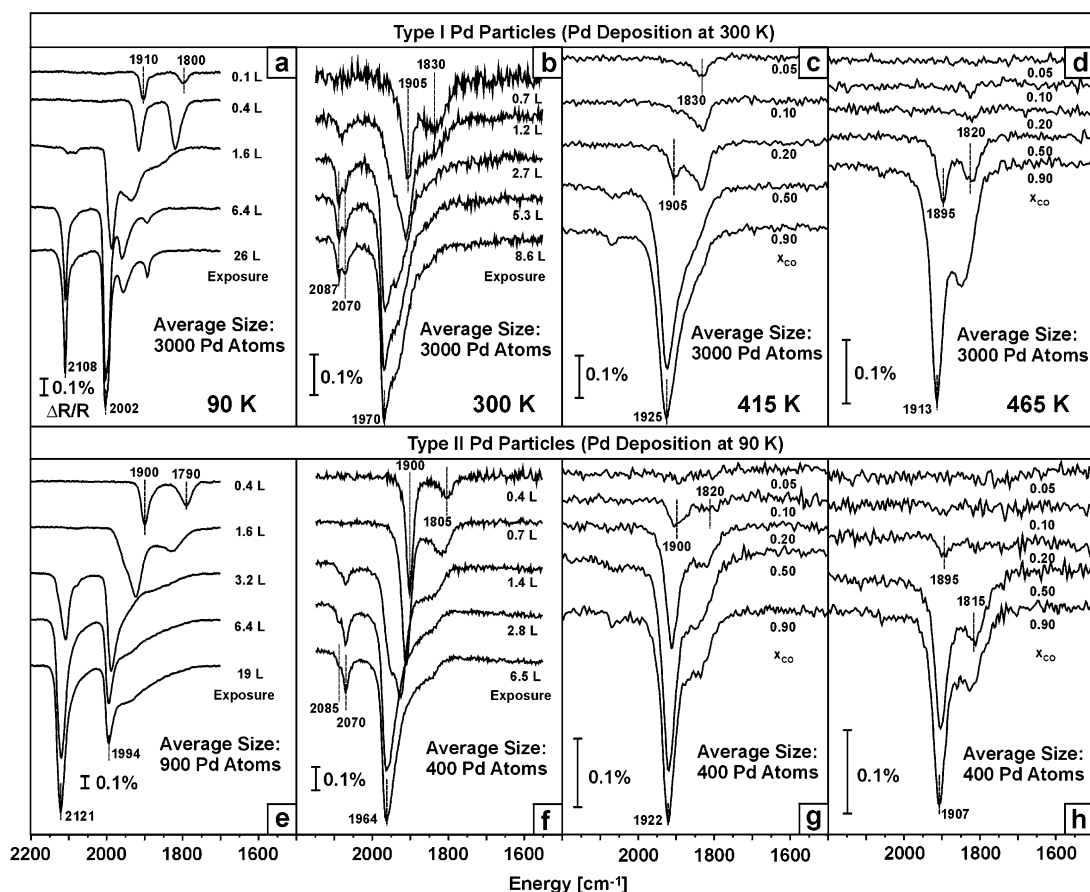 Type I Pd Particles (Pd Deposition at 300 K)
a
1910
1800
0.1 L
0.4 L
1.6 L
6.4 L
26 L
Exposure
Average Size:
3000 Pd Atoms
2108
0.1%
ΔR/R
2002
90 K
b
1905
1830
0.7 L
1.2 L
2.7 L
5.3 L
8.6 L
Exposure
2087
2070
Average Size:
3000 Pd Atoms
0.1%
1970
300 K
c
0.05
1830
0.10
0.20
1905
0.50
0.90
xCO
Average Size:
3000 Pd Atoms
0.1%
1925
415 K
d
0.05
0.10
0.20
1820
0.50
0.90
1895
xCO
Average Size:
3000 Pd Atoms
0.1%
1913
465 K
Type II Pd Particles (Pd Deposition at 90 K)
1900
1790
0.4 L
1.6 L
3.2 L
6.4 L
19 L
Exposure
1994
Average Size:
900 Pd Atoms
0.1%
2121
e
1900
0.4 L
1805
0.7 L
1.4 L
2.8 L
6.5 L
Exposure
2085
2070
Average Size:
400 Pd Atoms
0.1%
1964
f
0.05
1820
0.10
0.20
1900
0.50
0.90
xCO
Average Size:
400 Pd Atoms
0.1%
1922
g
0.05
0.10
0.20
1895
0.50
1815
0.90
xCO
Average Size:
400 Pd Atoms
0.1%
1907
h
2200 2000 1800 1600 2000 1800 1600 2000 1800 1600
Energy [cm⁻¹]